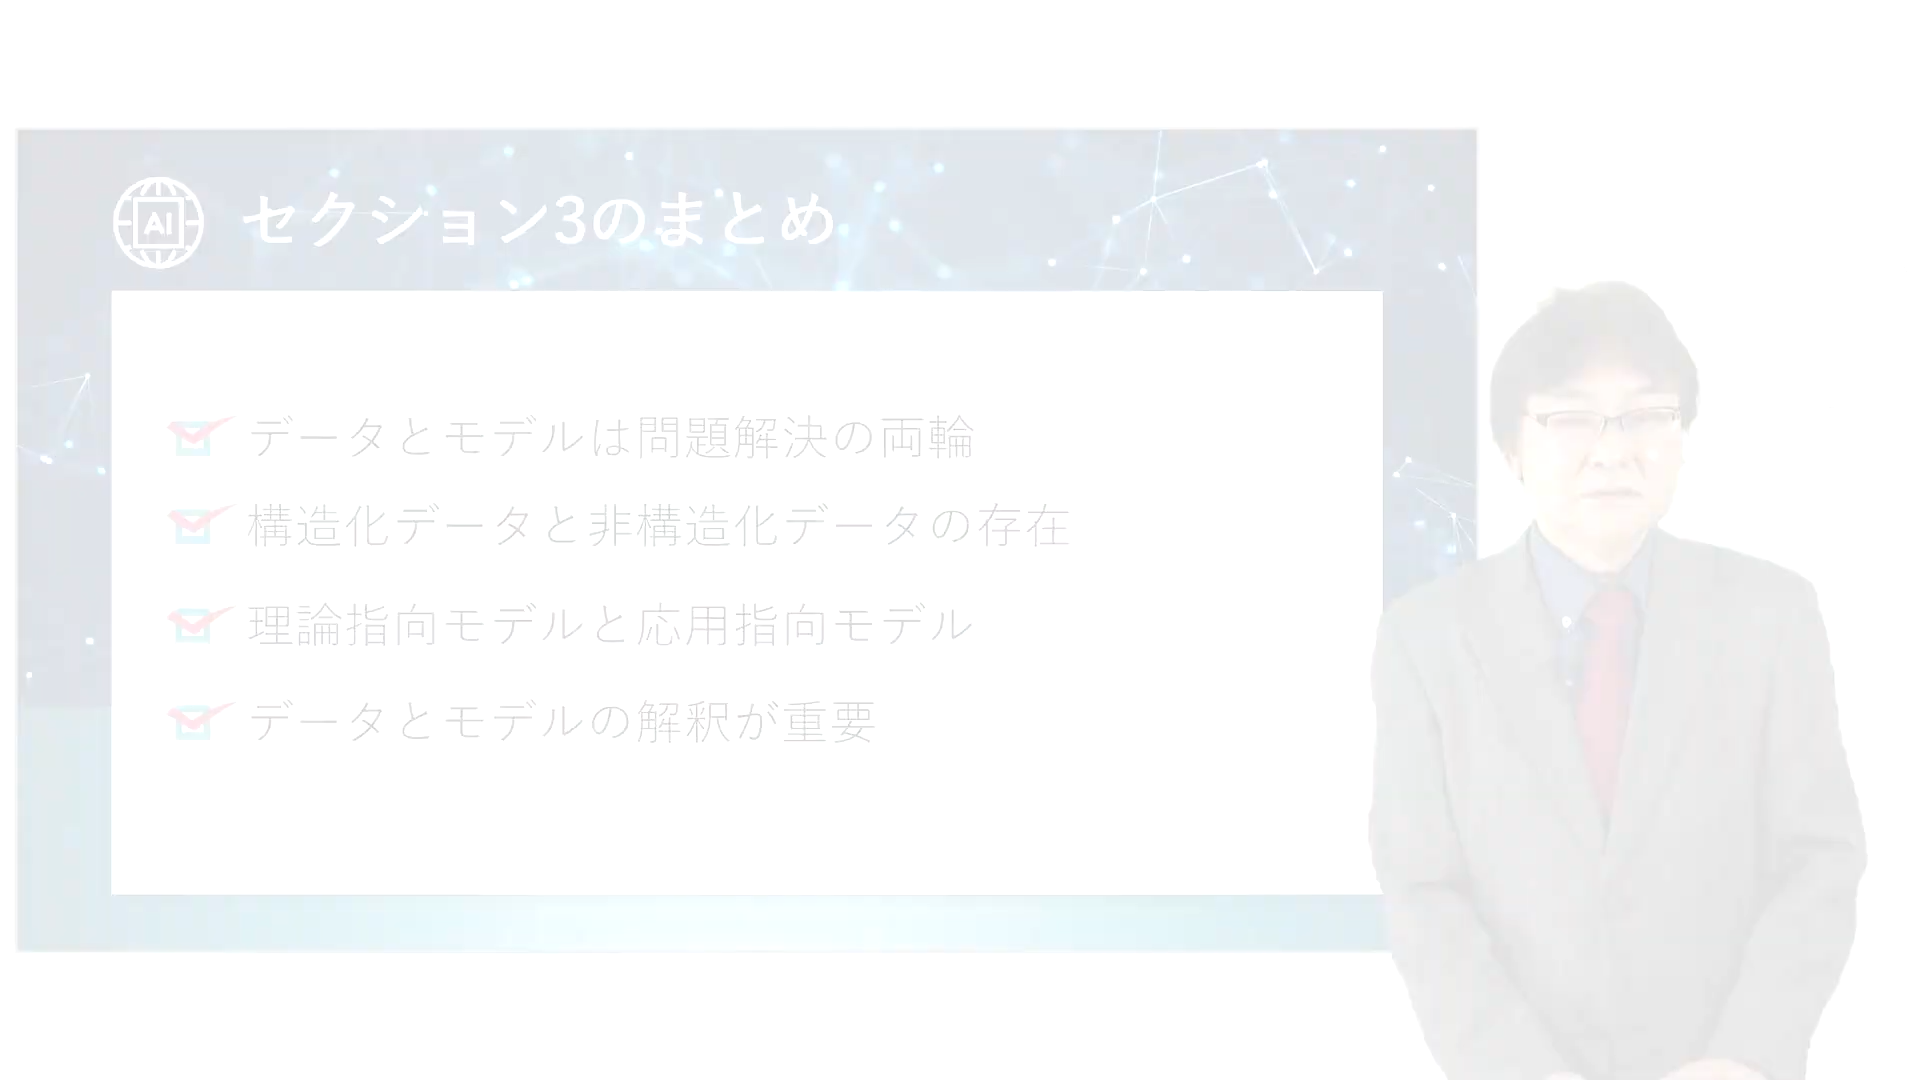 AI
セクション3のまとめ
データとモデルは問題解決の両輪
構造化データと非構造化データの存在
理論指向モデルと応用指向モデル
データとモデルの解釈が重要